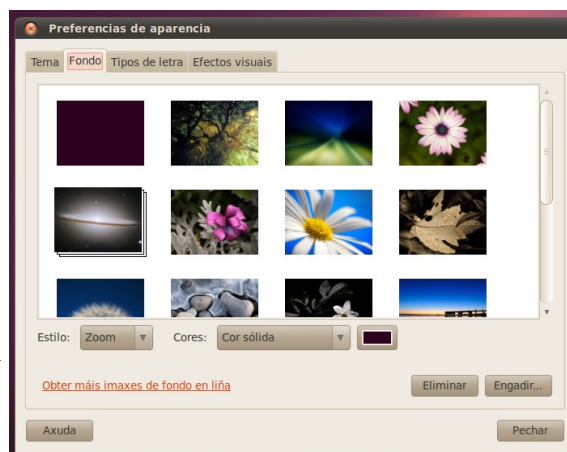 Preferencias de aparencia
Tema Fondo Tipos de letra Efectos visuais
Estilo: Zoom Cores: Cor sólida
Obter máis imaxes de fondo en liña Eliminar Engadir...
Axuda Pechar